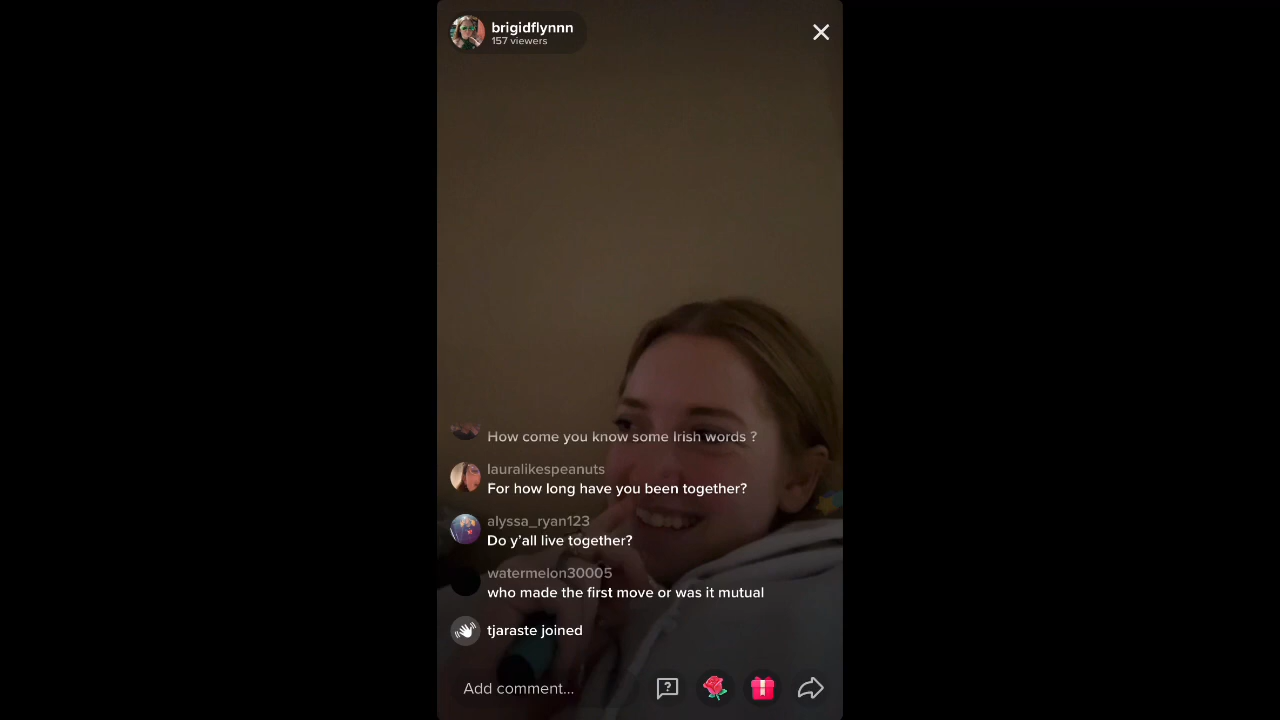 brigidflynnn
157 viewers
How come you know some Irish words ?
lauralikespeanuts
For how long have you been together?
alyssa_ryan123
Do y'all live together?
watermelon30005
who made the first move or was it mutual
tjaraste joined
Add comment...